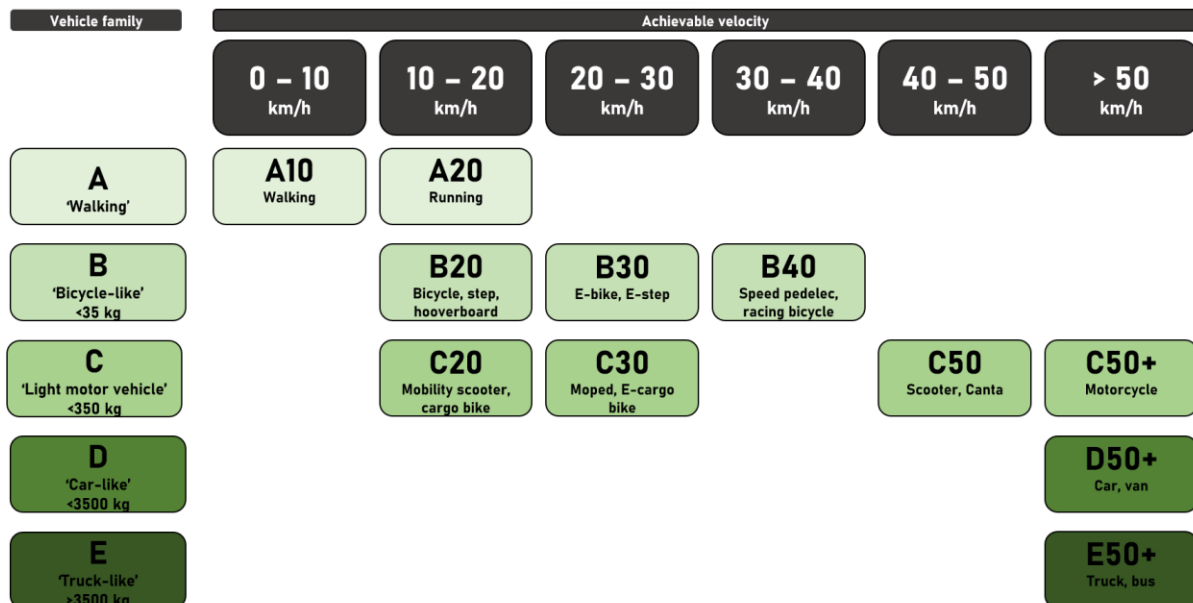 Vehicle family
Achievable velocity
0 – 10
km/h
10 – 20
km/h
20 – 30
km/h
30 – 40
km/h
40 – 50
km/h
> 50
km/h
A
'Walking'
A10
Walking
A20
Running
B
'Bicycle-like'
<35 kg
B20
Bicycle, step,
hooverboard
B30
E-bike, E-step
B40
Speed pedelec,
racing bicycle
C
'Light motor vehicle'
<350 kg
C20
Mobility scooter,
cargo bike
C30
Moped, E-cargo
bike
C50
Scooter, Canta
C50+
Motorcycle
D
'Car-like'
<3500 kg
D50+
Car, van
E
'Truck-like'
>3500 kg
E50+
Truck, bus